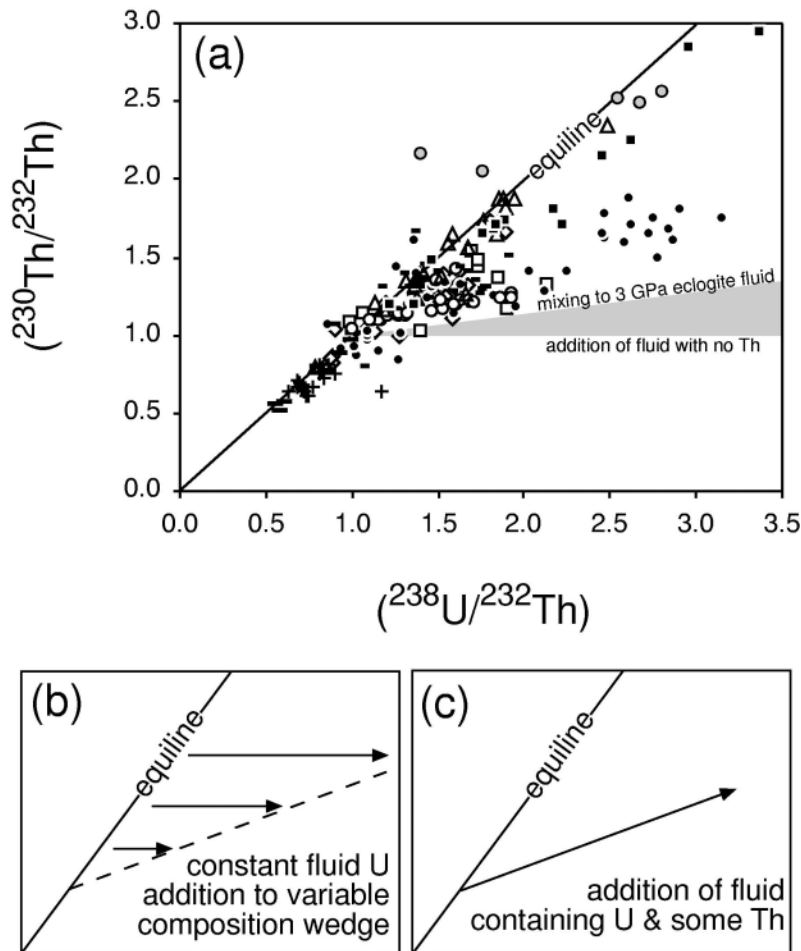 (a)
(²³⁰Th/²³²Th)
3.0
2.5
2.0
1.5
1.0
0.5
0.0
equiline
mixing to 3 GPa eclogite fluid
addition of fluid with no Th
0.0 0.5 1.0 1.5 2.0 2.5 3.0 3.5
(²³⁸U/²³²Th)
(b)
equiline
constant fluid U
addition to variable
composition wedge
(c)
equiline
addition of fluid
containing U & some Th